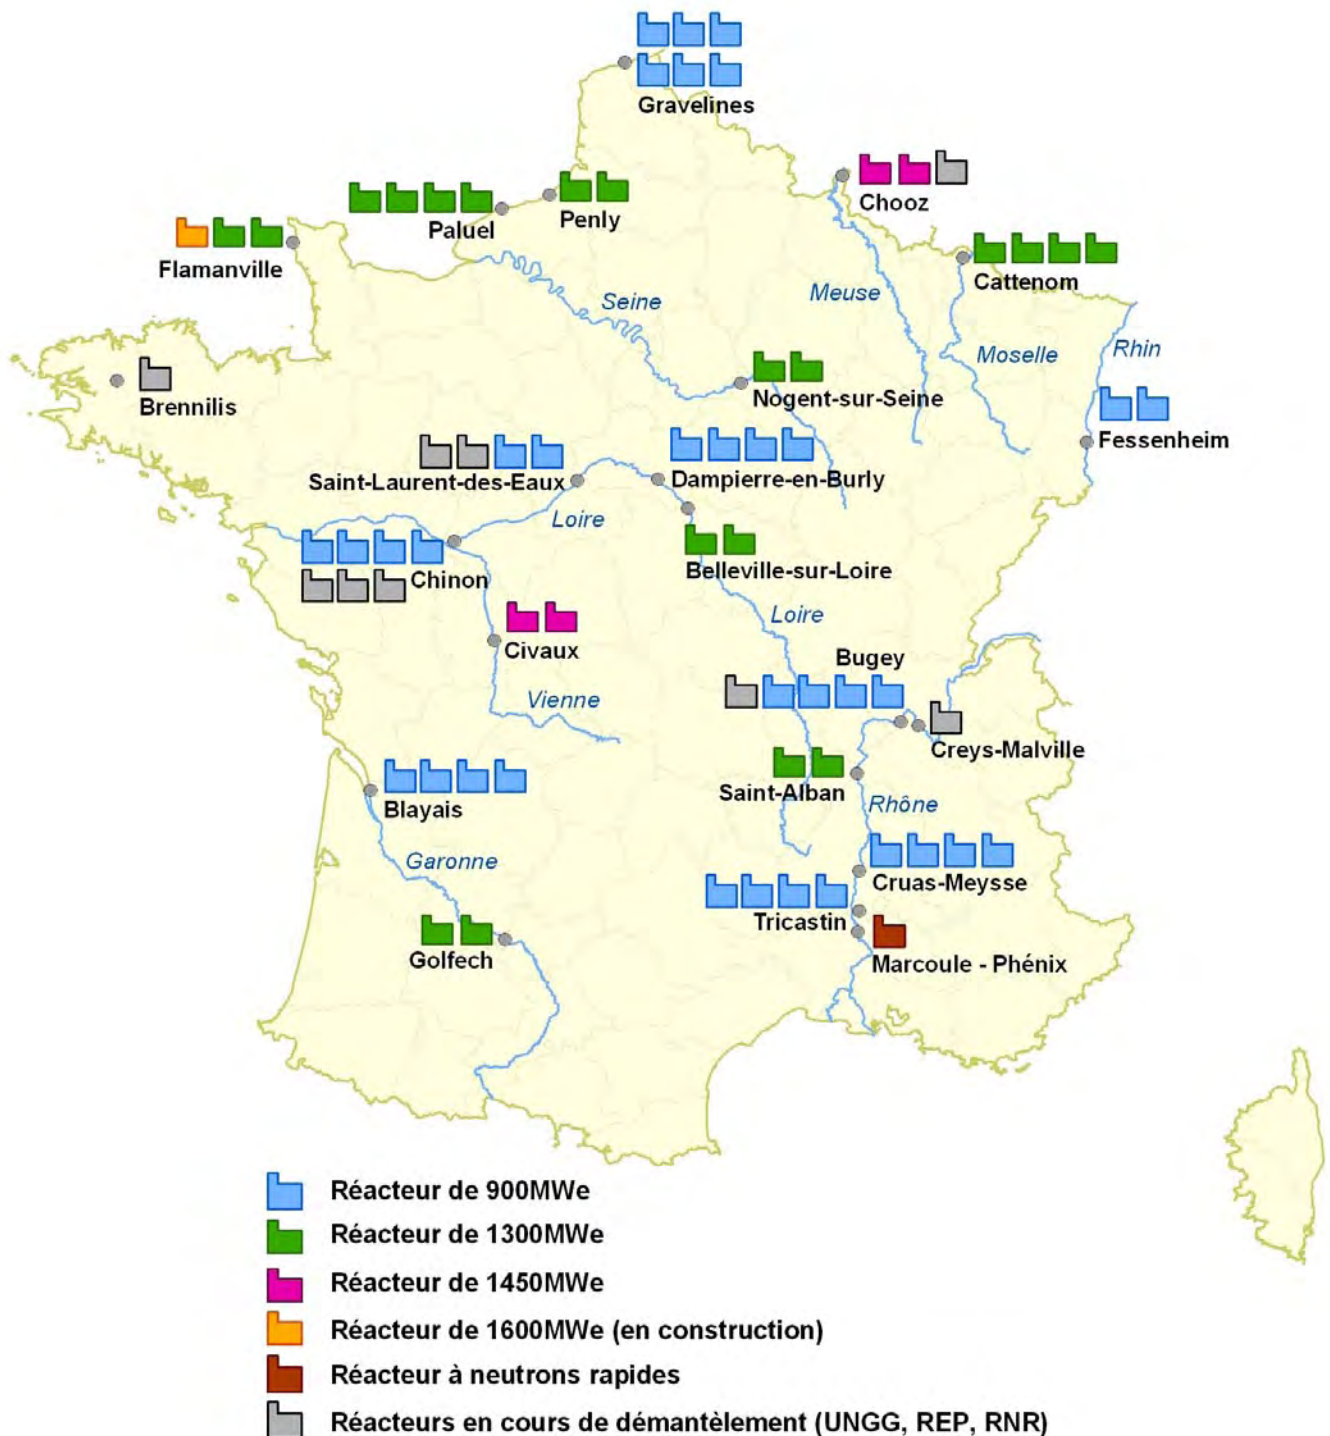 Gravelines
Chooz
Penly
Paluel
Flamanville
Cattenom
Seine
Meuse
Moselle
Rhin
Brennilis
Nogent-sur-Seine
Fessenheim
Saint-Laurent-des-Eaux
Dampierre-en-Burly
Loire
Belleville-sur-Loire
Chinon
Loire
Civaux
Bugey
Vienne
Creys-Malville
Saint-Alban
Rhône
Blayais
Garonne
Cruas-Meysse
Tricastin
Golfech
Marcoule - Phénix
Réacteur de 900MWe
Réacteur de 1300MWe
Réacteur de 1450MWe
Réacteur de 1600MWe (en construction)
Réacteur à neutrons rapides
Réacteurs en cours de démantèlement (UNGG, REP, RNR)